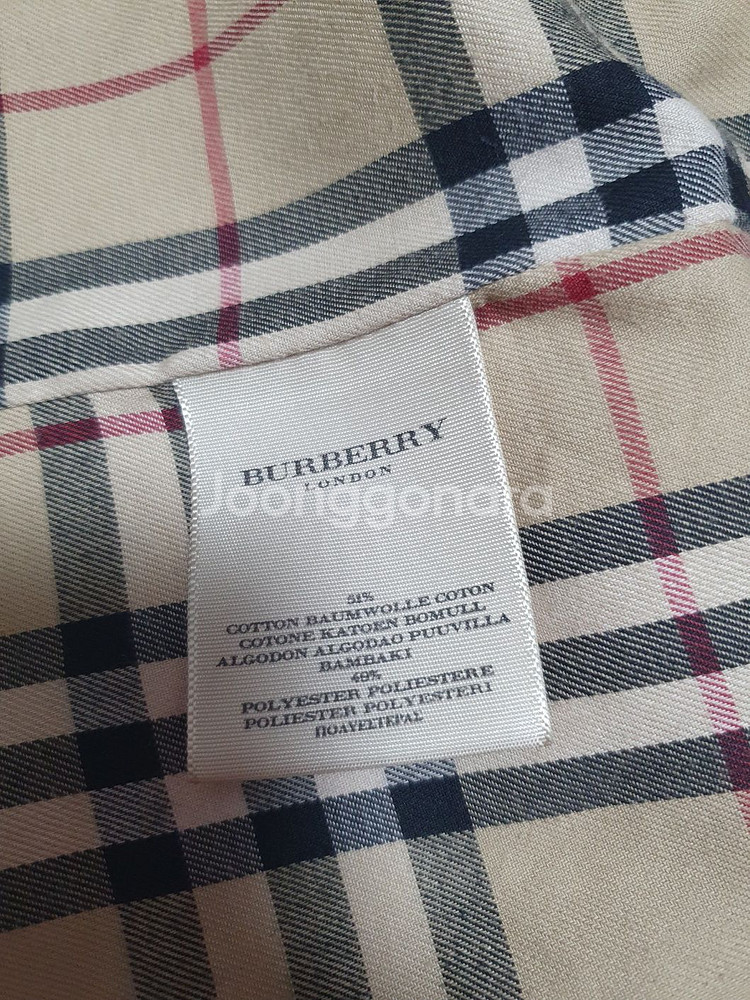 BURBERRY
LONDON
Joonggonara
51%
COTTON BAUMWOLLE COTON
COTONE KATOEN BOMULL
ALGODON ALGODAO PUUVILLA
BAMBAKI
49%
POLYESTER POLIESTERE
POLIESTER POLYESTERI
ΠΟΛΥΕΣΤΕΡΑΣ